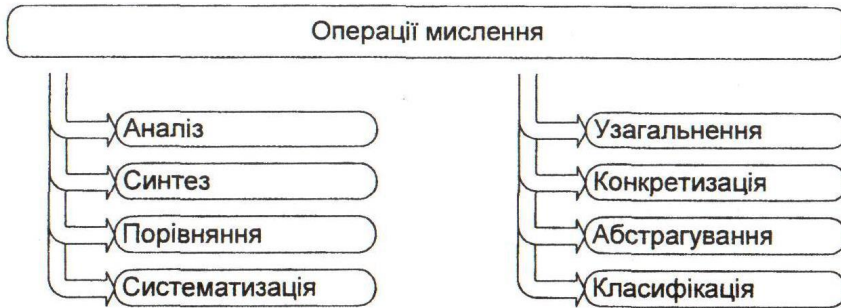 Операції мислення
Аналіз
Синтез
Порівняння
Систематизація
Узагальнення
Конкретизація
Абстрагування
Класифікація